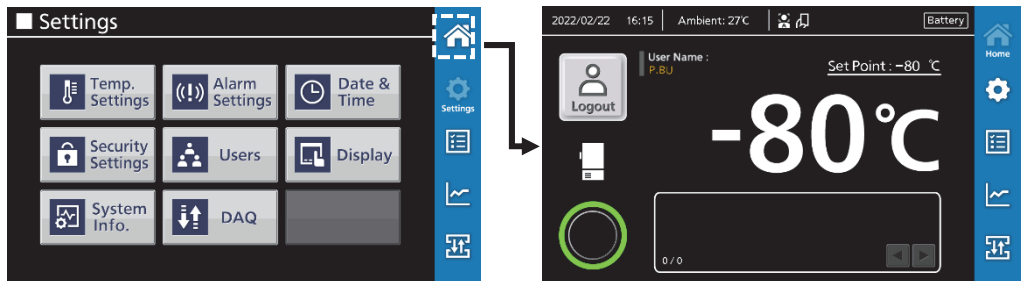 Settings
Temp.
Settings
Alarm
Settings
Date &
Time
Security
Settings
Users
Display
System
Info.
DAQ
Settings
2022/02/22 16:15 Ambient: 27℃ Battery
Home
User Name :
P.BU
Set Point : -80 ℃
Logout
-80℃
0/0